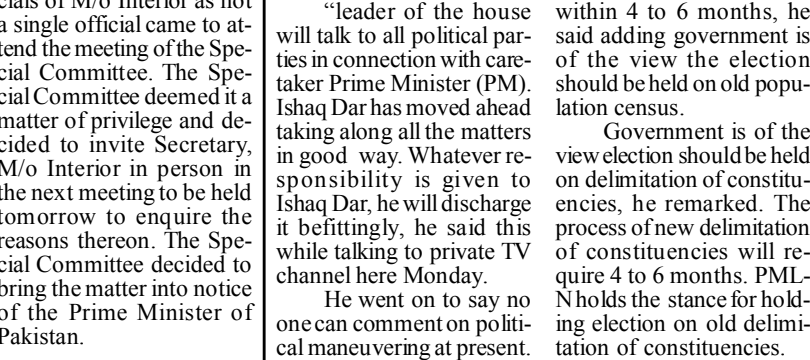 cials of M/o Interior as not
a single official came to at-
tend the meeting of the Spe-
cial Committee. The Spe-
cial Committee deemed it a
matter of privilege and de-
cided to invite Secretary,
M/o Interior in person in
the next meeting to be held
tomorrow to enquire the
reasons thereon. The Spe-
cial Committee decided to
bring the matter into notice
of the Prime Minister of
Pakistan.
“leader of the house
will talk to all political par-
ties in connection with care-
taker Prime Minister (PM).
Ishaq Dar has moved ahead
taking along all the matters
in good way. Whatever re-
sponsibility is given to
Ishaq Dar, he will discharge
it befittingly, he said this
while talking to private TV
channel here Monday.
He went on to say no
one can comment on politi-
cal maneuvering at present.
within 4 to 6 months, he
said adding government is
of the view the election
should be held on old popu-
lation census.
Government is of the
view election should be held
on delimitation of constitu-
encies, he remarked. The
process of new delimitation
of constituencies will re-
quire 4 to 6 months. PML-
N holds the stance for hold-
ing election on old delimi-
tation of constituencies.